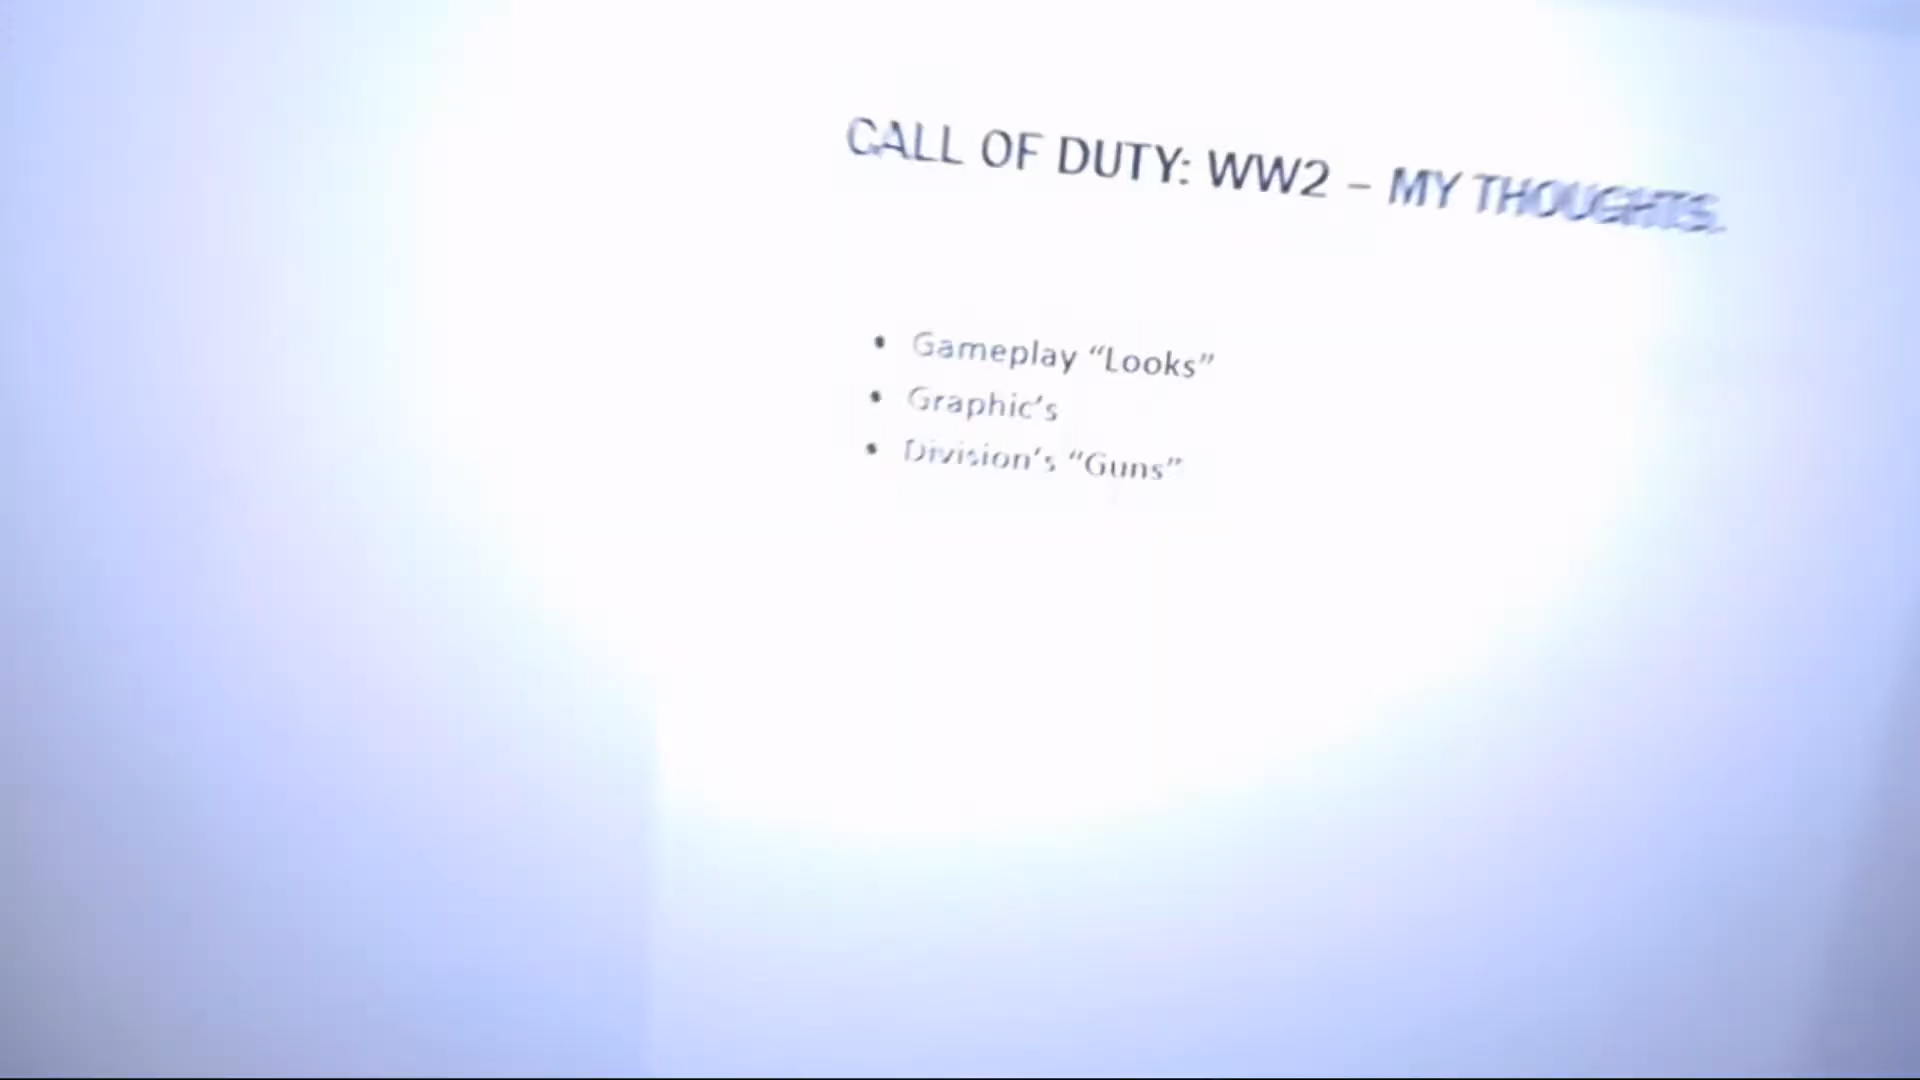 CALL OF DUTY: WW2 – MY THOUGHTS.
• Gameplay “Looks”
• Graphic’s
• Division’s “Guns”